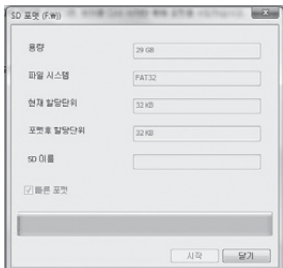 SD 포맷 (F:₩))
용량
29 GB
파일 시스템
FAT32
현재 할당단위
32 KB
포맷후 할당단위
32 KB
SD 이름
빠른 포맷
시작
닫기